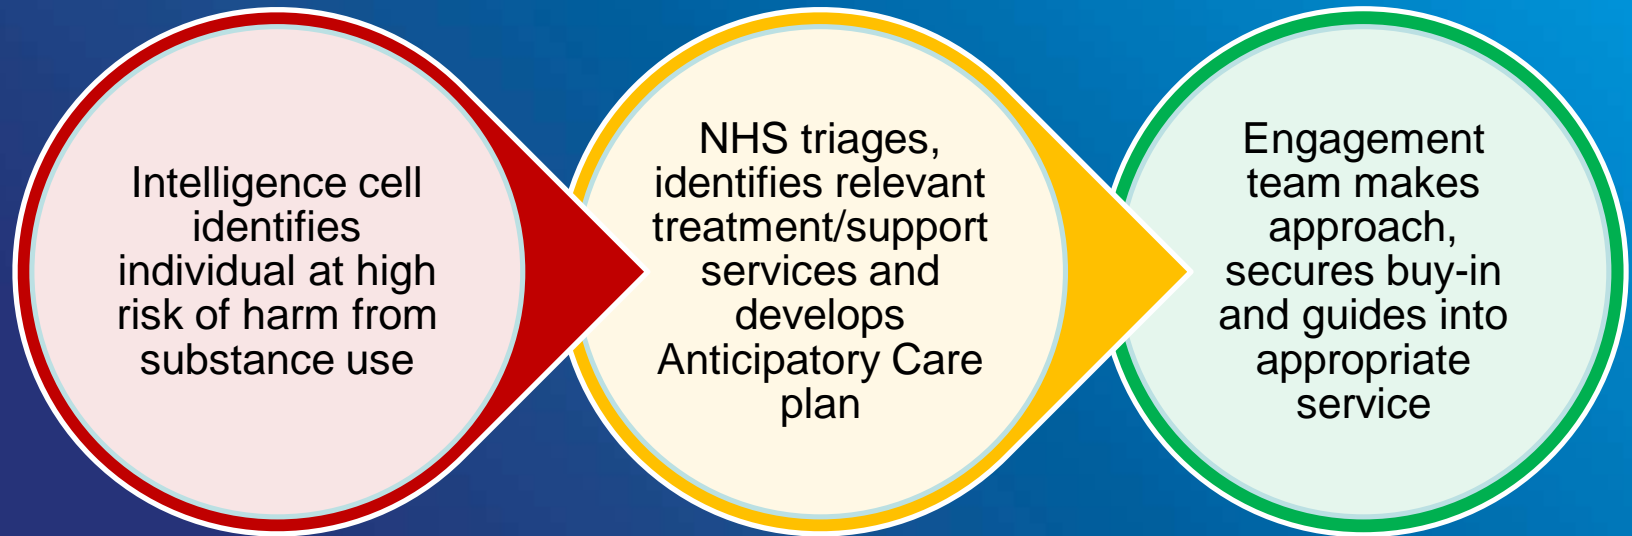 Intelligence cell
identifies
individual at high
risk of harm from
substance use
NHS triages,
identifies relevant
treatment/support
services and
develops
Anticipatory Care
plan
Engagement
team makes
approach,
secures buy-in
and guides into
appropriate
service